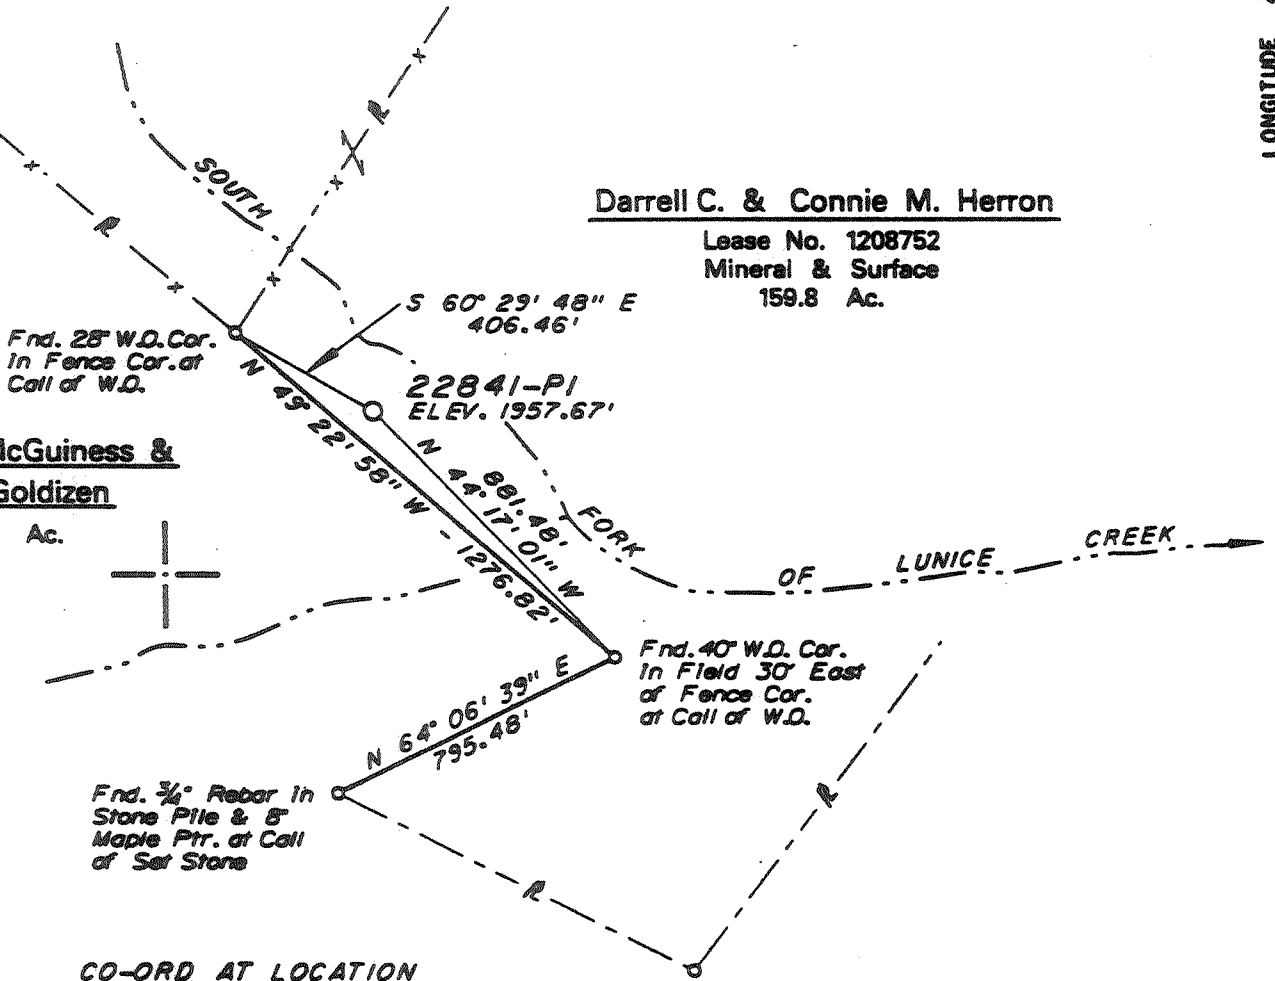 LONGITUDE
R
SOUTH
R
Darrell C. & Connie M. Herron
Lease No. 1208752
Mineral & Surface
159.8 Ac.
S 60° 29' 48" E
406.46'
Fnd. 28" W.O. Cor.
in Fence Cor. at
Call of W.O.
22841-P1
ELEV. 1957.67'
N 49° 22' 58" W - 1276.82'
881.48'
N 44° 17' 01" W
McGuiness &
Goldizen
Ac.
FORK
OF LUNICE CREEK
Fnd. 40" W.O. Cor.
in Field 30' East
of Fence Cor.
at Call of W.O.
N 64° 06' 39" E
795.48'
Fnd. ¾" Rebar in
Stone Pile & 8"
Maple Ptr. at Call
of Set Stone
R
R
CO-ORD AT LOCATION